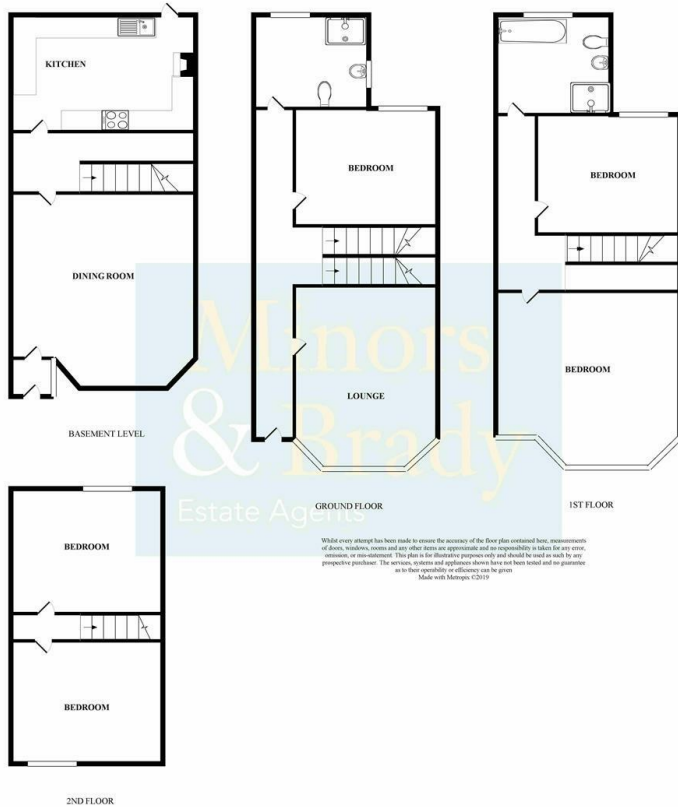 KITCHEN
BEDROOM
BEDROOM
DINING ROOM
LOUNGE
BEDROOM
BASEMENT LEVEL
GROUND FLOOR
1ST FLOOR
Minors
& Brady
Estate Agents
Whilst every attempt has been made to ensure the accuracy of the floor plan contained here, measurements
of doors, windows, rooms and any other items are approximate and no responsibility is taken for any error,
omission, or mis-statement. This plan is for illustrative purposes only and should be used as such by any
prospective purchaser. The services, systems and appliances shown have not been tested and no guarantee
as to their operability or efficiency can be given
Made with Metropix ©2019
BEDROOM
BEDROOM
2ND FLOOR